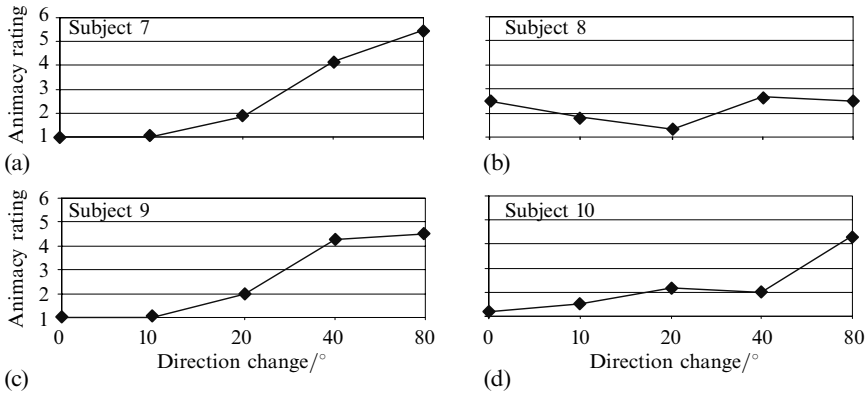 Animacy rating
6
5
4
3
2
1
Subject 7
(a)
Subject 8
(b)
Animacy rating
6
5
4
3
2
1
Subject 9
0 10 20 40 80
Direction change/°
(c)
Subject 10
0 10 20 40 80
Direction change/°
(d)